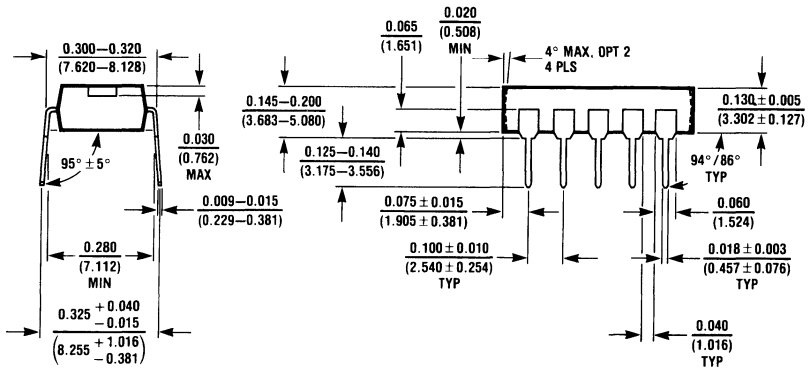 0.300–0.320
(7.620–8.128)
0.065
(1.651)
0.020
(0.508)
MIN
4° MAX, OPT 2
4 PLS
0.145–0.200
(3.683–5.080)
0.130 ± 0.005
(3.302 ± 0.127)
0.030
(0.762)
MAX
95° ± 5°
0.125–0.140
(3.175–3.556)
94°/86°
TYP
0.009–0.015
(0.229–0.381)
0.075 ± 0.015
(1.905 ± 0.381)
0.060
(1.524)
0.280
(7.112)
MIN
0.100 ± 0.010
(2.540 ± 0.254)
TYP
0.018 ± 0.003
(0.457 ± 0.076)
TYP
0.325 + 0.040
– 0.015
(8.255 + 1.016
– 0.381)
0.040
(1.016)
TYP